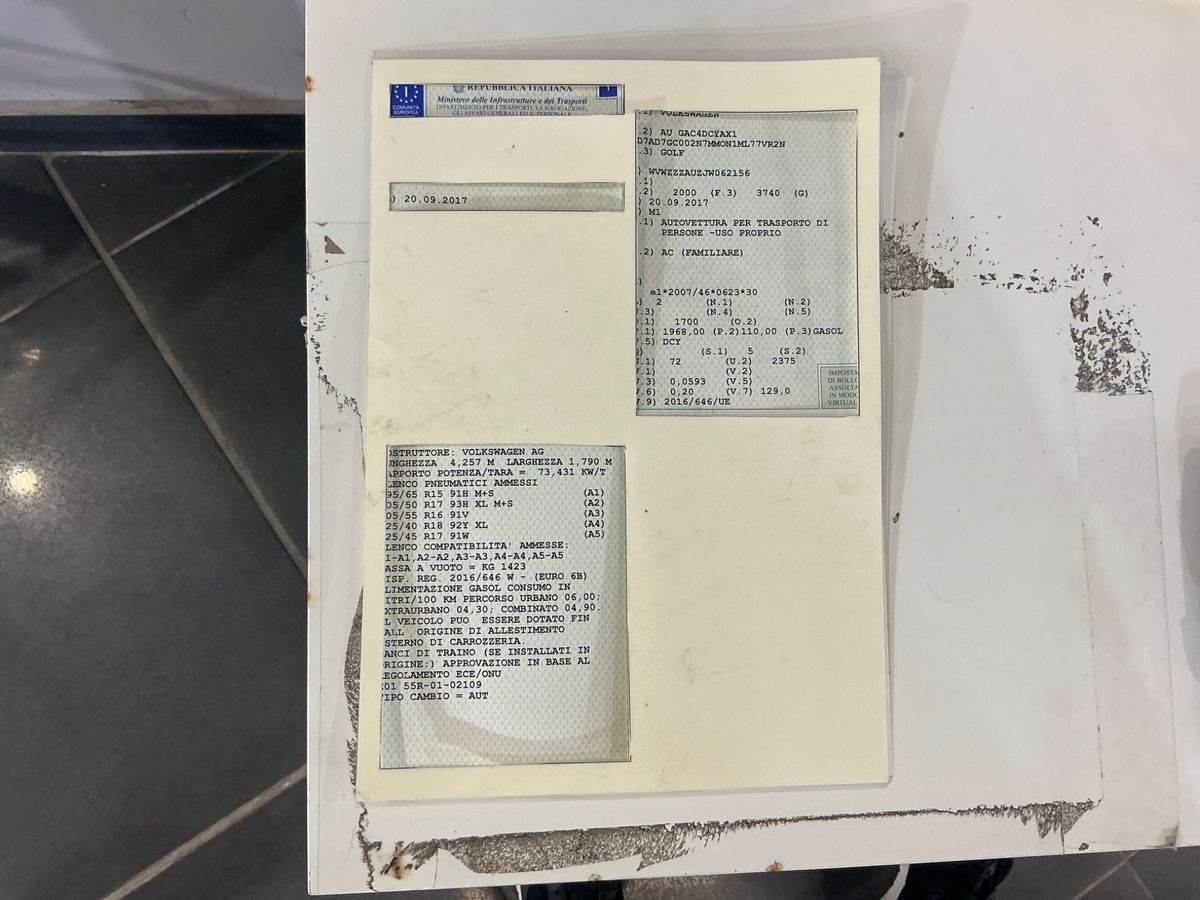 REPUBBLICA ITALIANA
COMUNITÀ
EUROPEA
Ministero delle Infrastrutture e dei Trasporti
DIPARTIMENTO PER I TRASPORTI, LA NAVIGAZIONE,
GLI AFFARI GENERALI ED IL PERSONALE
) 20.09.2017
.1) VOLKSWAGEN
.2) AU GAC4DCYAX1
D7AD7GC002N7MMON1ML77VR2N
.3) GOLF
) WVWZZZAUZJW062156
.1)
.2) 2000 (F.3) 3740 (G)
) 20.09.2017
) M1
.1) AUTOVETTURA PER TRASPORTO DI
PERSONE -USO PROPRIO
.2) AC (FAMILIARE)
)
e1*2007/46*0623*30
) 2 (N.1) (N.2)
.3) (N.4) (N.5)
.1) 1700 (O.2)
.1) 1968,00 (P.2)110,00 (P.3)GASOL
.5) DCY
) (S.1) 5 (S.2)
.1) 72 (U.2) 2375
.1) (V.2)
.3) 0,0593 (V.5)
.6) 0,20 (V.7) 129,0
.9) 2016/646/UE
IMPOSTA
DI BOLLO
ASSOLTA
IN MODO
VIRTUAL
OSTRUTTORE: VOLKSWAGEN AG
UNGHEZZA 4,257 M LARGHEZZA 1,790 M
APPORTO POTENZA/TARA = 73,431 KW/T
LENCO PNEUMATICI AMMESSI
95/65 R15 91H M+S (A1)
05/50 R17 93H XL M+S (A2)
05/55 R16 91V (A3)
25/40 R18 92Y XL (A4)
25/45 R17 91W (A5)
LENCO COMPATIBILITA' AMMESSE:
1-A1,A2-A2,A3-A3,A4-A4,A5-A5
ASSA A VUOTO = KG 1423
ISP. REG. 2016/646 W - (EURO 6B)
LIMENTAZIONE GASOL CONSUMO IN
ITRI/100 KM PERCORSO URBANO 06,00;
XTRAURBANO 04,30; COMBINATO 04,90.
L VEICOLO PUO ESSERE DOTATO FIN
ALL ORIGINE DI ALLESTIMENTO
STERNO DI CARROZZERIA.
ANCI DI TRAINO (SE INSTALLATI IN
RIGINE:) APPROVAZIONE IN BASE AL
EGOLAMENTO ECE/ONU
01 55R-01-02109
IPO CAMBIO = AUT